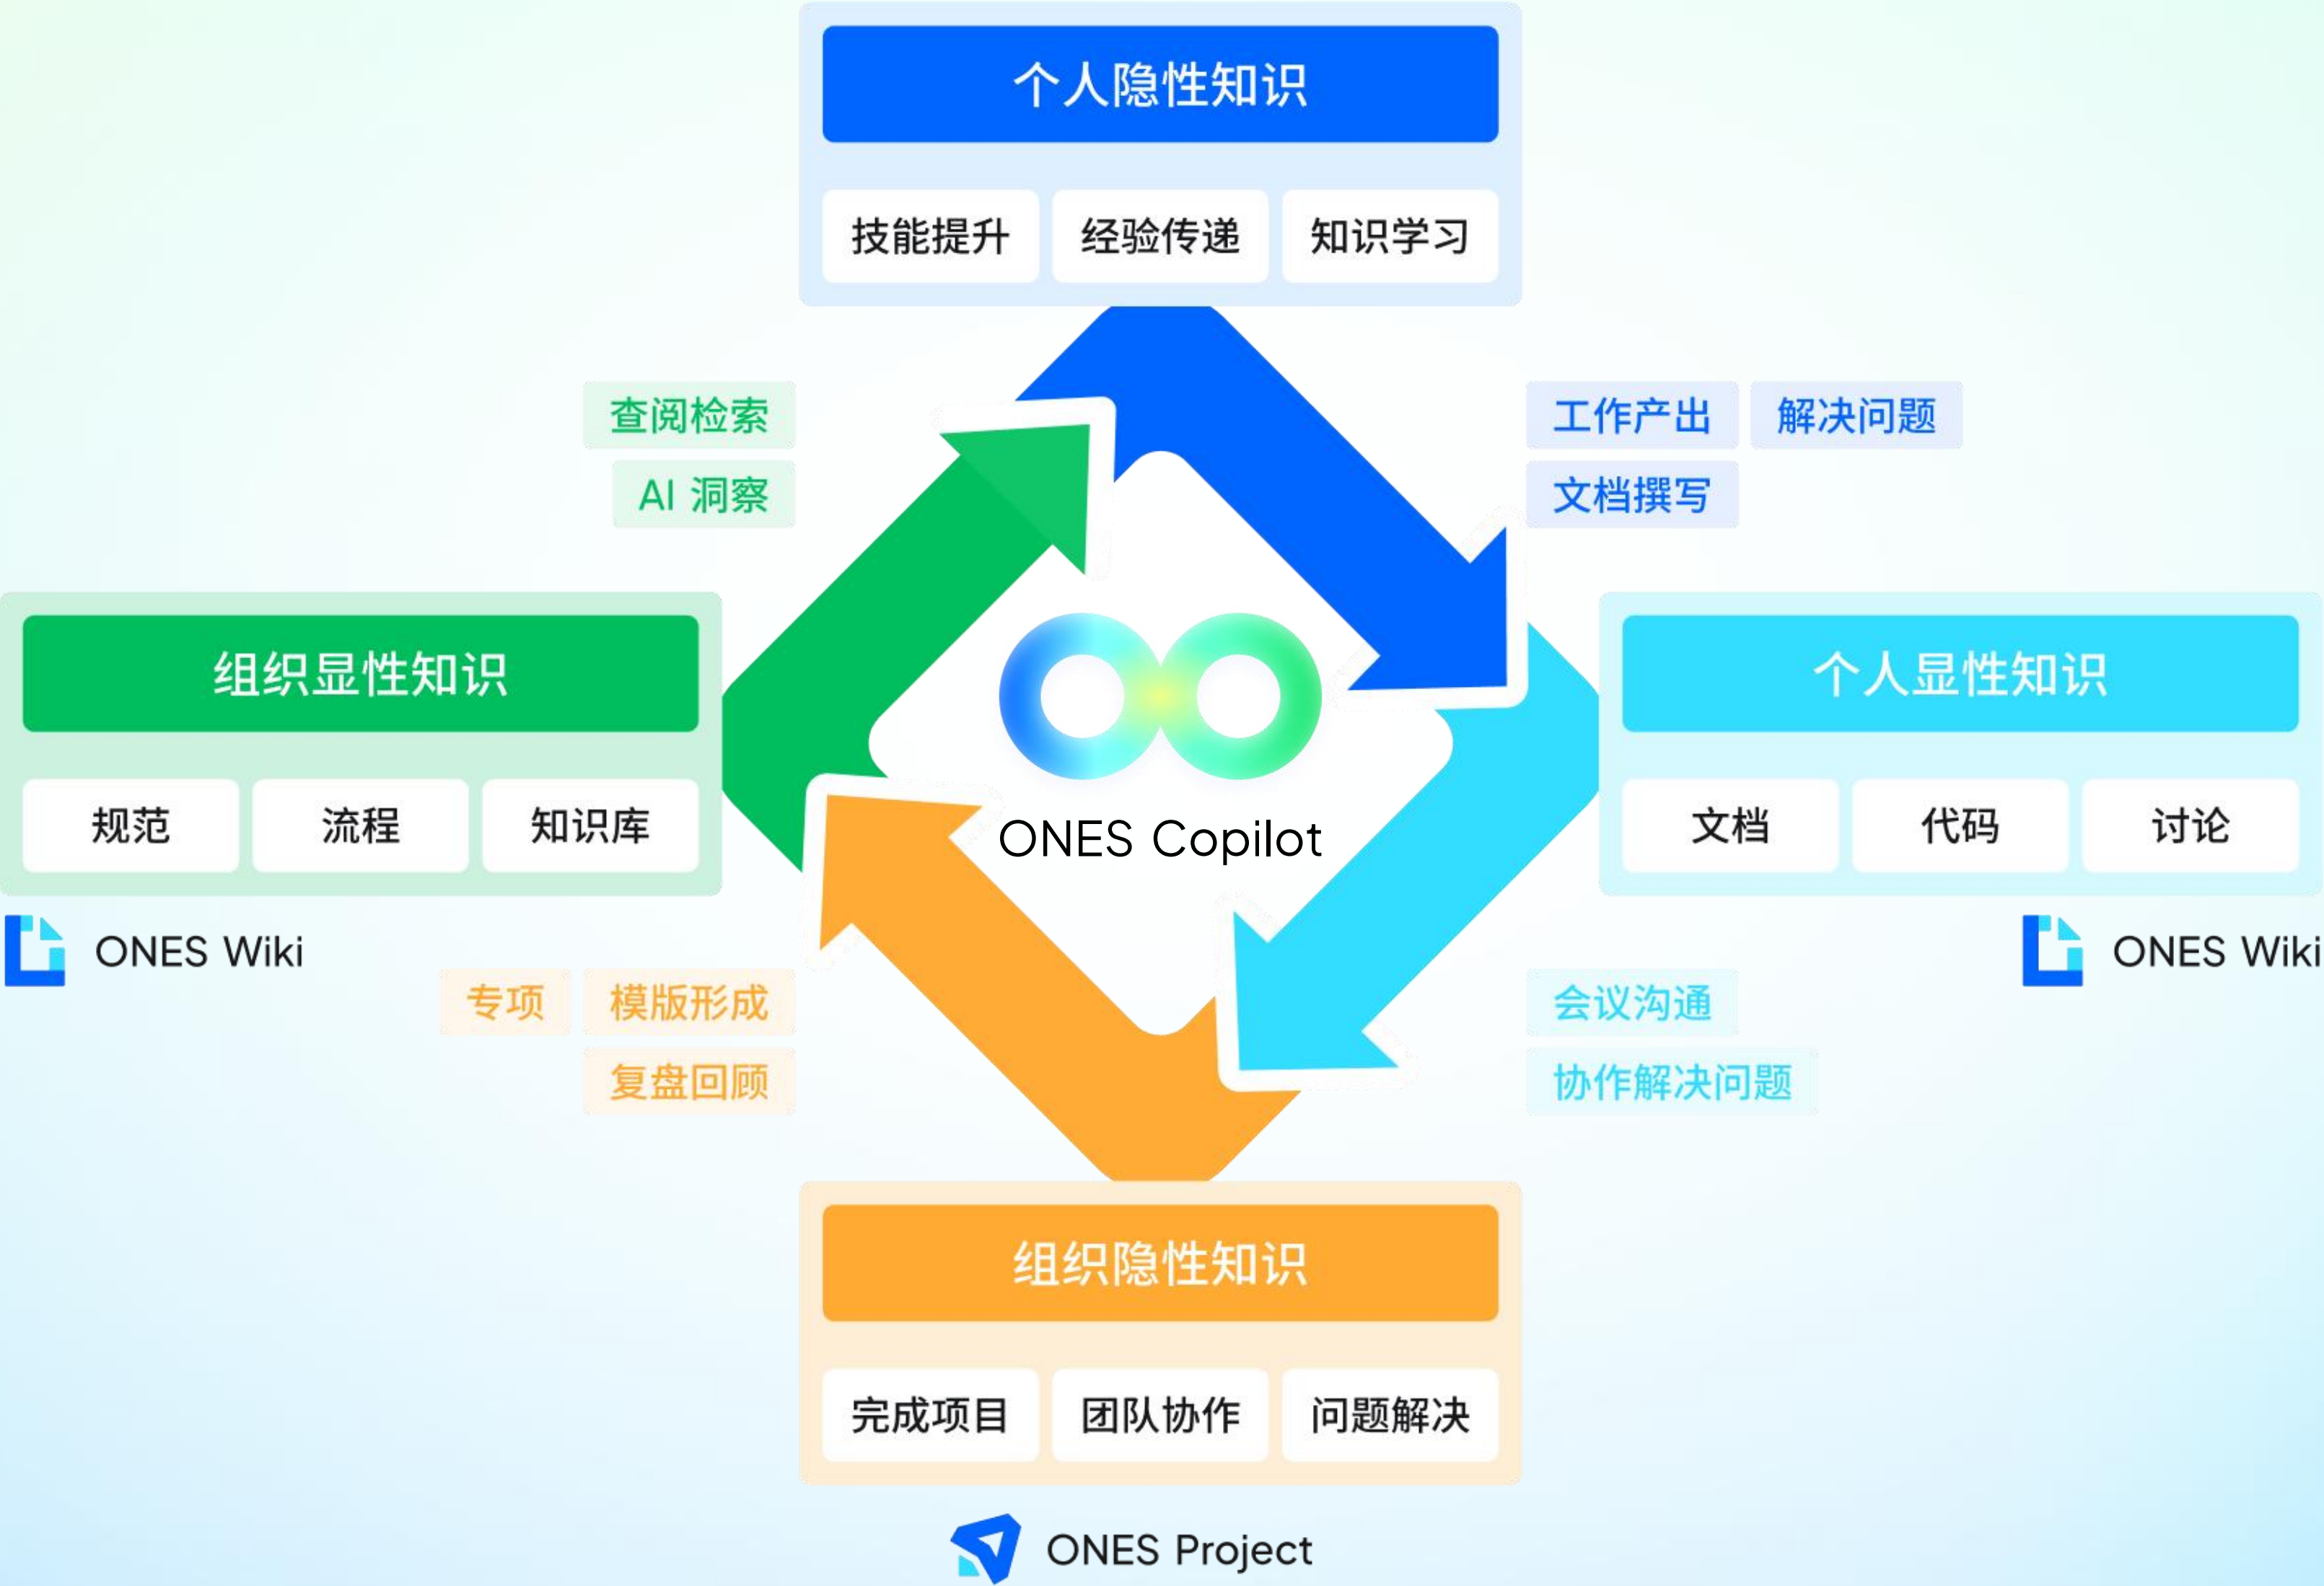 个人隐性知识
技能提升 经验传递 知识学习
查阅检索
AI 洞察
工作产出 解决问题
文档撰写
组织显性知识
规范 流程 知识库
ONES Wiki
ONES Copilot
个人显性知识
文档 代码 讨论
ONES Wiki
专项 模版形成
复盘回顾
会议沟通
协作解决问题
组织隐性知识
完成项目 团队协作 问题解决
ONES Project